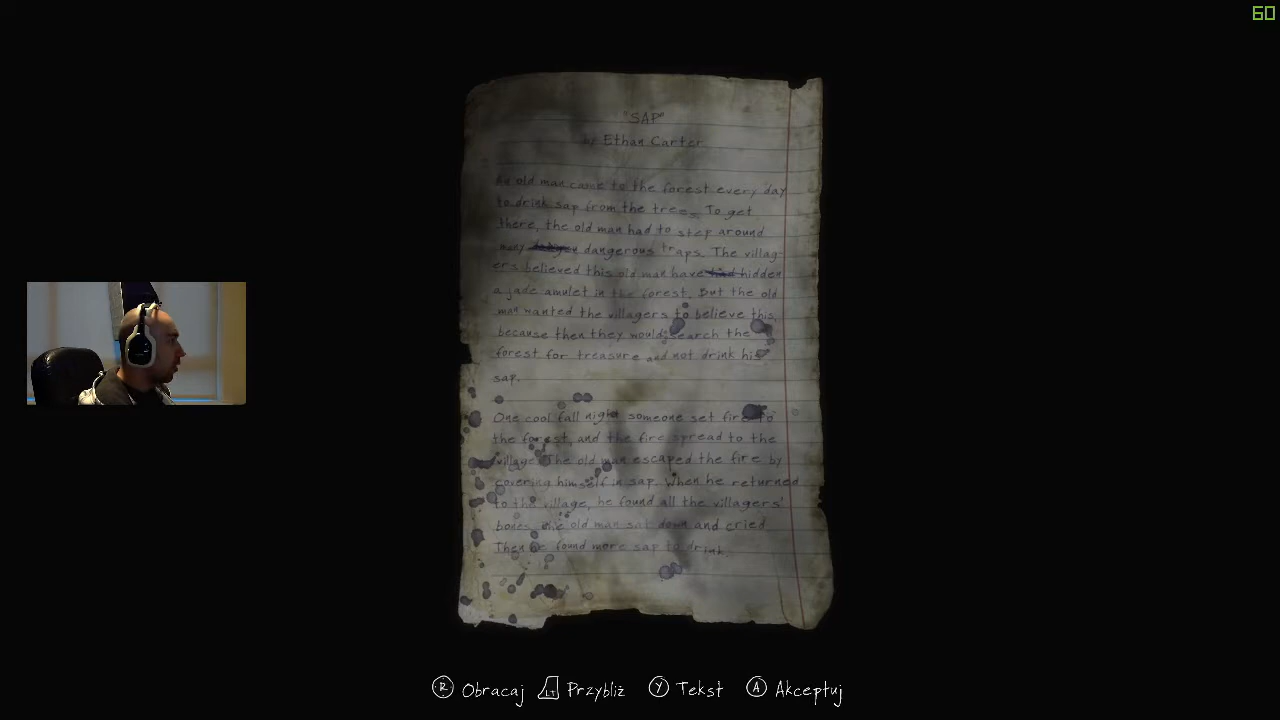 60
"SAP"
by Ethan Carter
An old man came to the forest every day
to drink sap from the trees. To get
there, the old man had to step around
many dangerous traps. The villag
ers believed this old man have had hidden
a jade amulet in the forest. But the old
man wanted the villagers to believe this,
because then they would search the
forest for treasure and not drink his
sap.
One cool fall night someone set fire to
the forest, and the fire spread to the
village. The old man escaped the fire by
covering himself in sap. When he returned
to the village, he found all the villagers'
bones. The old man sat down and cried
Then he found more sap to drink.
R Obracaj LT Przybliż Y Tekst A Akceptuj